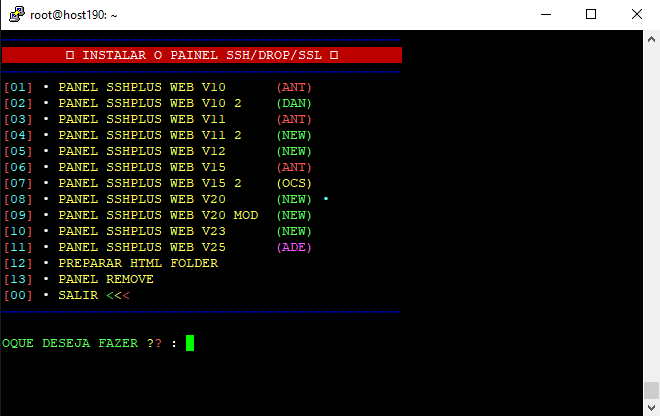 root@host190: ~
INSTALAR O PAINEL SSH/DROP/SSL
[01] • PANEL SSHPLUS WEB V10 (ANT)
[02] • PANEL SSHPLUS WEB V10 2 (DAN)
[03] • PANEL SSHPLUS WEB V11 (ANT)
[04] • PANEL SSHPLUS WEB V11 2 (NEW)
[05] • PANEL SSHPLUS WEB V12 (NEW)
[06] • PANEL SSHPLUS WEB V15 (ANT)
[07] • PANEL SSHPLUS WEB V15 2 (OCS)
[08] • PANEL SSHPLUS WEB V20 (NEW) •
[09] • PANEL SSHPLUS WEB V20 MOD (NEW)
[10] • PANEL SSHPLUS WEB V23 (NEW)
[11] • PANEL SSHPLUS WEB V25 (ADE)
[12] • PREPARAR HTML FOLDER
[13] • PANEL REMOVE
[00] • SALIR <<<
OQUE DESEJA FAZER ?? :